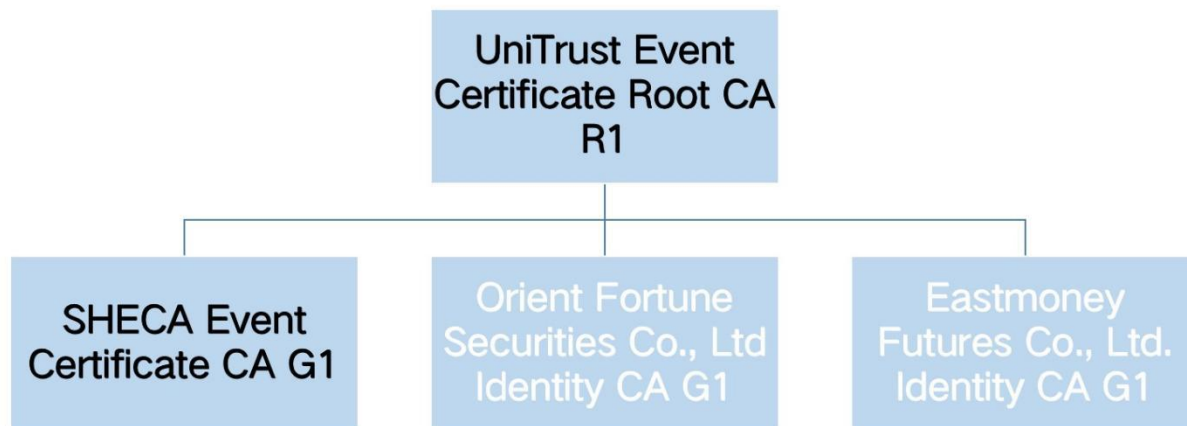 UniTrust Event
Certificate Root CA
R1
SHECA Event
Certificate CA G1
Orient Fortune
Securities Co., Ltd
Identity CA G1
Eastmoney
Futures Co., Ltd.
Identity CA G1